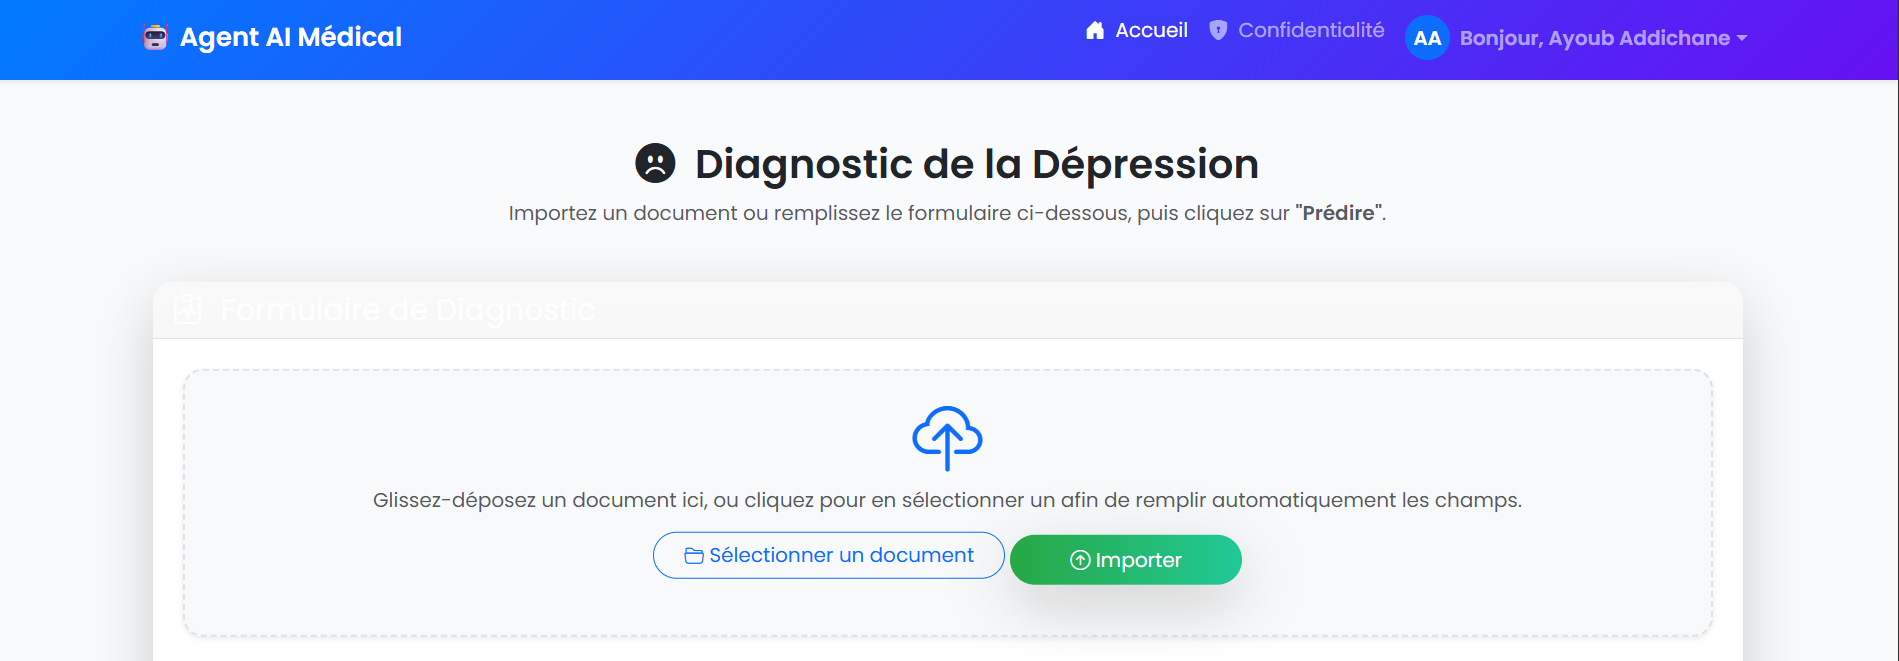 Agent AI Médical
Accueil
Confidentialité
AA
Bonjour, Ayoub Addichane
Diagnostic de la Dépression
Importez un document ou remplissez le formulaire ci-dessous, puis cliquez sur "Prédire".
Formulaire de Diagnostic
Glissez-déposez un document ici, ou cliquez pour en sélectionner un afin de remplir automatiquement les champs.
Sélectionner un document
Importer